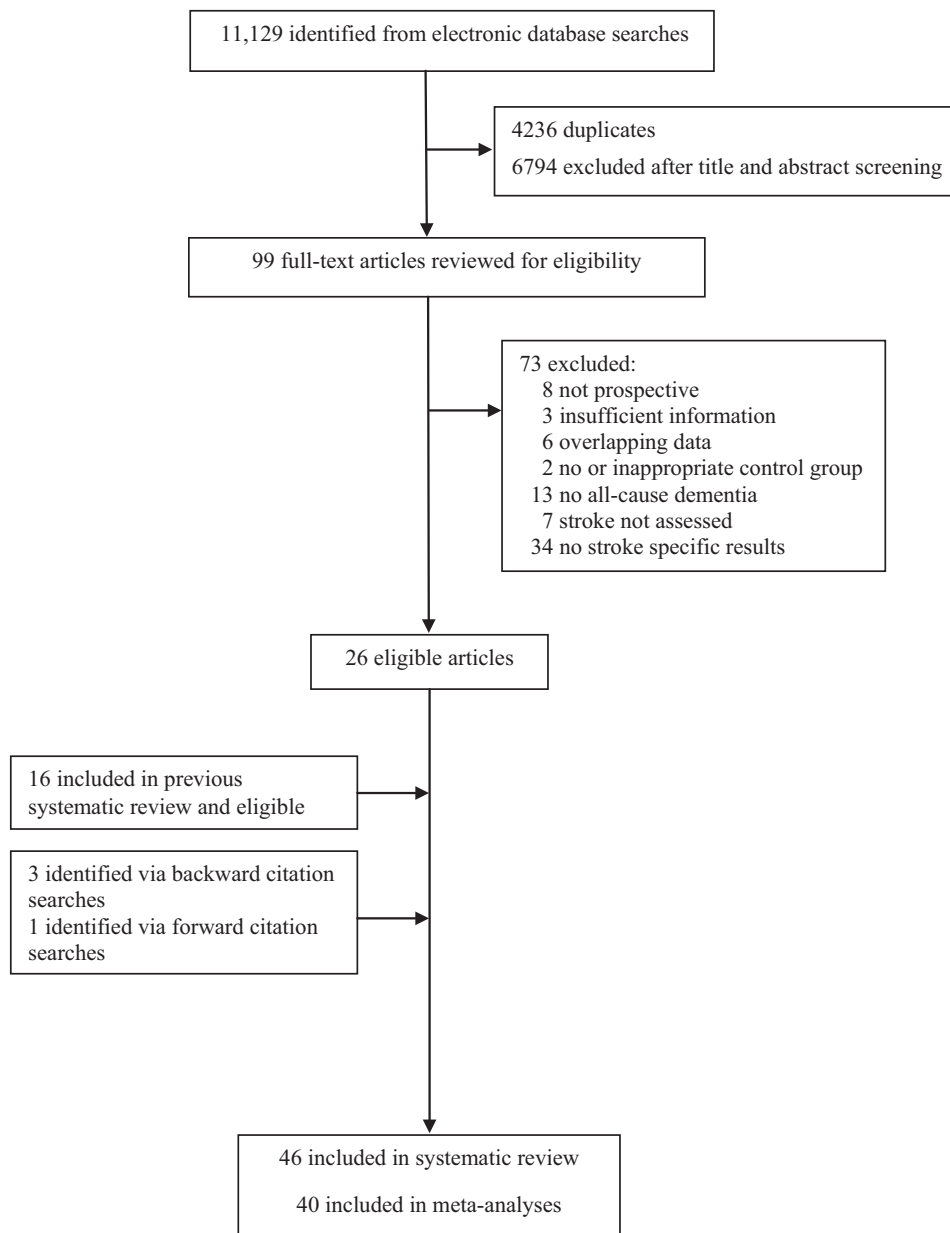 11,129 identified from electronic database searches
4236 duplicates
6794 excluded after title and abstract screening
99 full-text articles reviewed for eligibility
73 excluded:
8 not prospective
3 insufficient information
6 overlapping data
2 no or inappropriate control group
13 no all-cause dementia
7 stroke not assessed
34 no stroke specific results
26 eligible articles
16 included in previous
systematic review and eligible
3 identified via backward citation
searches
1 identified via forward citation
searches
46 included in systematic review
40 included in meta-analyses